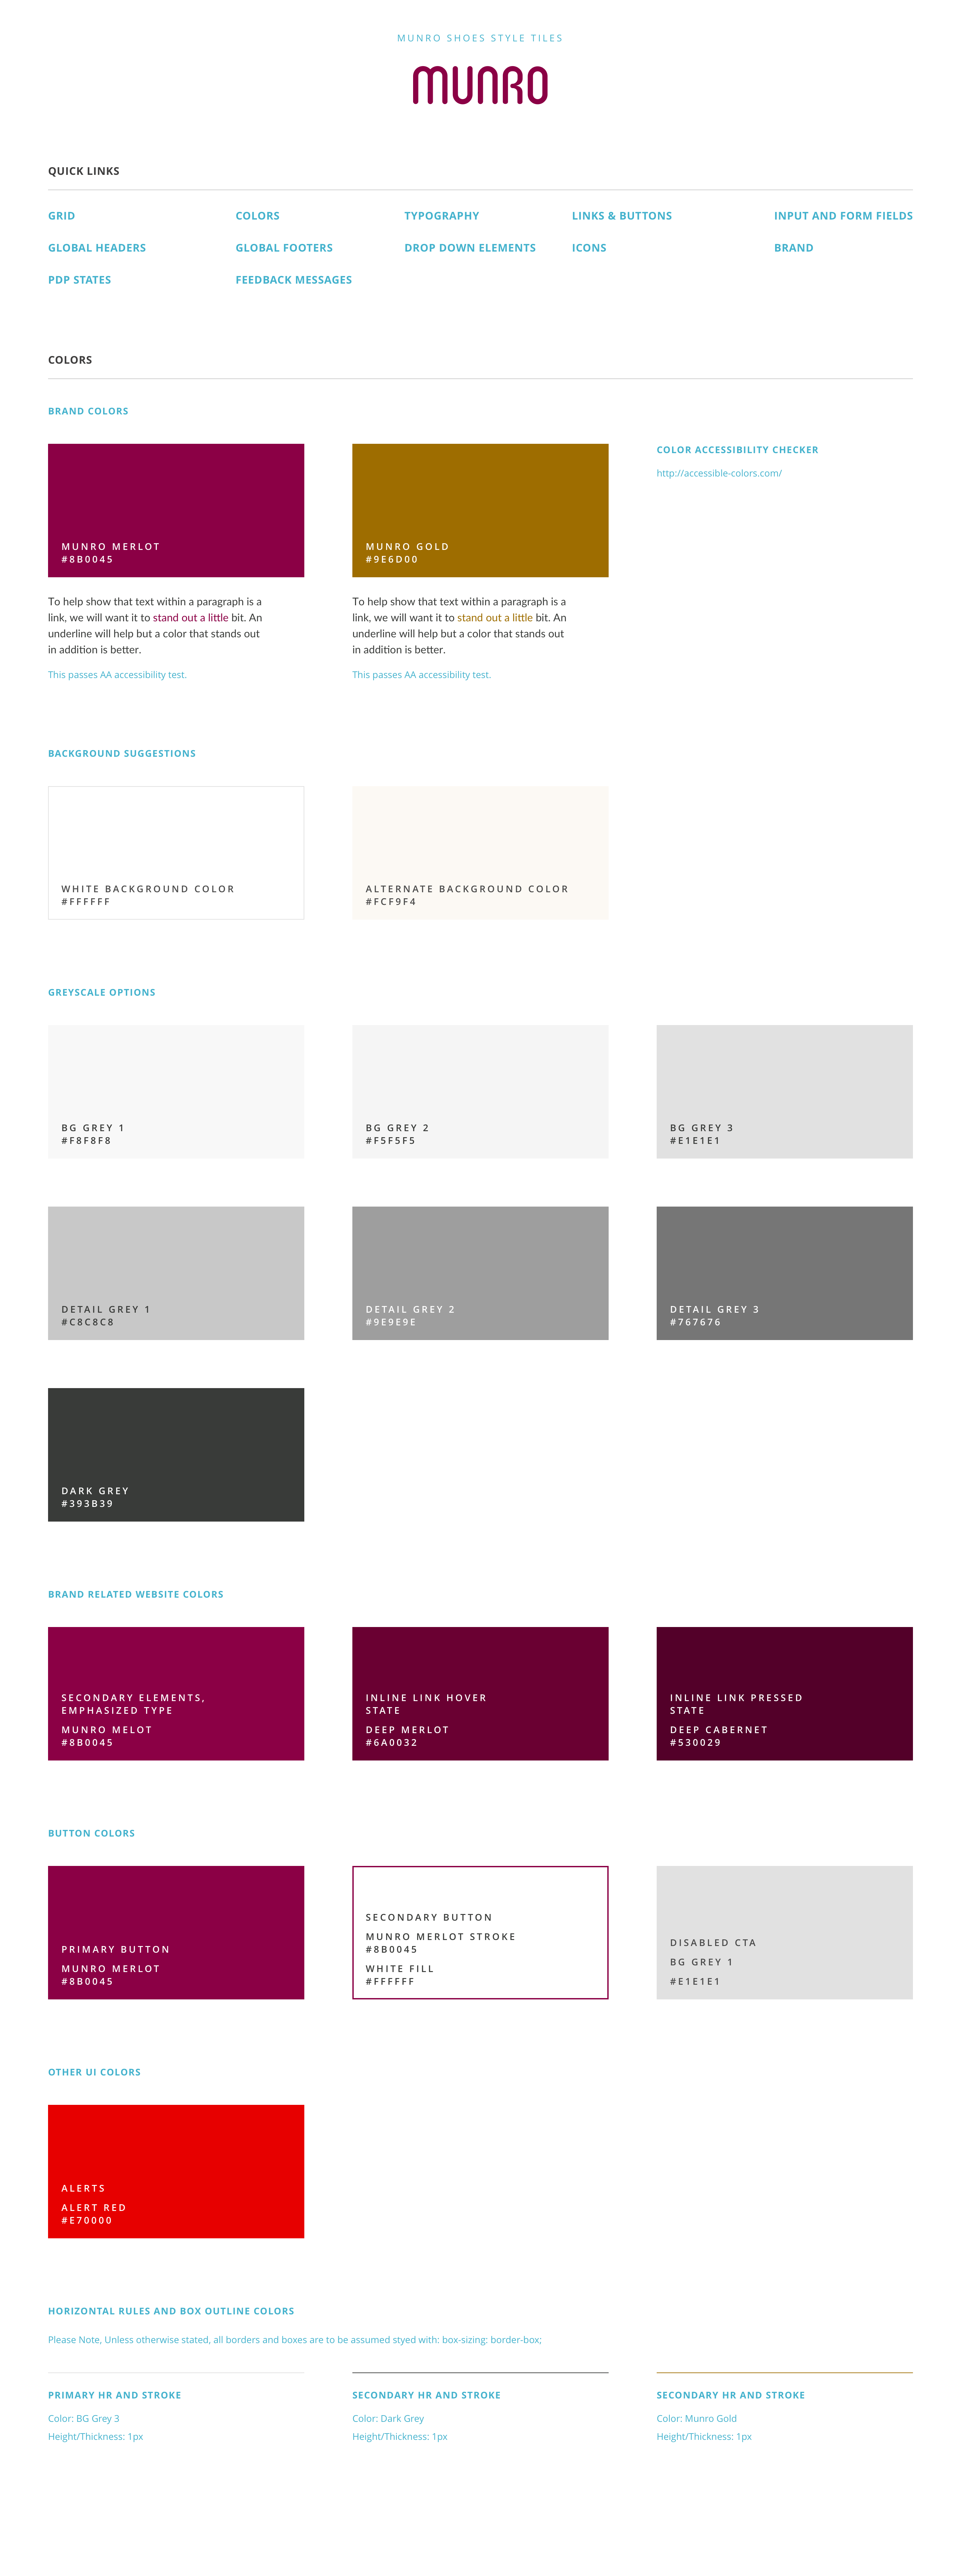 MUNRO SHOES STYLE TILES
MUNRO
QUICK LINKS
GRID
COLORS
TYPOGRAPHY
LINKS & BUTTONS
INPUT AND FORM FIELDS
GLOBAL HEADERS
GLOBAL FOOTERS
DROP DOWN ELEMENTS
ICONS
BRAND
PDP STATES
FEEDBACK MESSAGES
COLORS
BRAND COLORS
MUNRO MERLOT
#8B0045
To help show that text within a paragraph is a
link, we will want it to stand out a little bit. An
underline will help but a color that stands out
in addition is better.
This passes AA accessibility test.
MUNRO GOLD
#9E6D00
To help show that text within a paragraph is a
link, we will want it to stand out a little bit. An
underline will help but a color that stands out
in addition is better.
This passes AA accessibility test.
COLOR ACCESSIBILITY CHECKER
http://accessible-colors.com/
BACKGROUND SUGGESTIONS
WHITE BACKGROUND COLOR
#FFFFFF
ALTERNATE BACKGROUND COLOR
#FCF9F4
GREYSCALE OPTIONS
BG GREY 1
#F8F8F8
BG GREY 2
#F5F5F5
BG GREY 3
#E1E1E1
DETAIL GREY 1
#C8C8C8
DETAIL GREY 2
#9E9E9E
DETAIL GREY 3
#767676
DARK GREY
#393B39
BRAND RELATED WEBSITE COLORS
SECONDARY ELEMENTS,
EMPHASIZED TYPE
MUNRO MELOT
#8B0045
INLINE LINK HOVER
STATE
DEEP MERLOT
#6A0032
INLINE LINK PRESSED
STATE
DEEP CABERNET
#530029
BUTTON COLORS
PRIMARY BUTTON
MUNRO MERLOT
#8B0045
SECONDARY BUTTON
MUNRO MERLOT STROKE
#8B0045
WHITE FILL
#FFFFFF
DISABLED CTA
BG GREY 1
#E1E1E1
OTHER UI COLORS
ALERTS
ALERT RED
#E70000
HORIZONTAL RULES AND BOX OUTLINE COLORS
Please Note, Unless otherwise stated, all borders and boxes are to be assumed styed with: box-sizing: border-box;
PRIMARY HR AND STROKE
Color: BG Grey 3
Height/Thickness: 1px
SECONDARY HR AND STROKE
Color: Dark Grey
Height/Thickness: 1px
SECONDARY HR AND STROKE
Color: Munro Gold
Height/Thickness: 1px